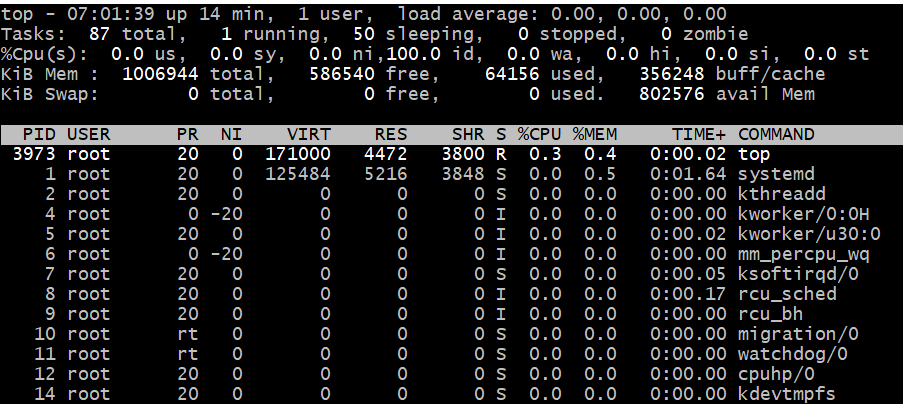 top - 07:01:39 up 14 min,  1 user,  load average: 0.00, 0.00, 0.00
Tasks:  87 total,   1 running,  50 sleeping,   0 stopped,   0 zombie
%Cpu(s):  0.0 us,  0.0 sy,  0.0 ni,100.0 id,  0.0 wa,  0.0 hi,  0.0 si,  0.0 st
KiB Mem :  1006944 total,   586540 free,    64156 used,   356248 buff/cache
KiB Swap:        0 total,        0 free,        0 used.   802576 avail Mem
  PID USER      PR  NI    VIRT    RES    SHR S %CPU %MEM     TIME+ COMMAND
 3973 root      20   0  171000   4472   3800 R  0.3  0.4   0:00.02 top
    1 root      20   0  125484   5216   3848 S  0.0  0.5   0:01.64 systemd
    2 root      20   0       0      0      0 S  0.0  0.0   0:00.00 kthreadd
    4 root       0 -20       0      0      0 I  0.0  0.0   0:00.00 kworker/0:0H
    5 root      20   0       0      0      0 I  0.0  0.0   0:00.02 kworker/u30:0
    6 root       0 -20       0      0      0 I  0.0  0.0   0:00.00 mm_percpu_wq
    7 root      20   0       0      0      0 S  0.0  0.0   0:00.05 ksoftirqd/0
    8 root      20   0       0      0      0 I  0.0  0.0   0:00.17 rcu_sched
    9 root      20   0       0      0      0 I  0.0  0.0   0:00.00 rcu_bh
   10 root      rt   0       0      0      0 S  0.0  0.0   0:00.00 migration/0
   11 root      rt   0       0      0      0 S  0.0  0.0   0:00.00 watchdog/0
   12 root      20   0       0      0      0 S  0.0  0.0   0:00.00 cpuhp/0
   14 root      20   0       0      0      0 S  0.0  0.0   0:00.00 kdevtmpfs